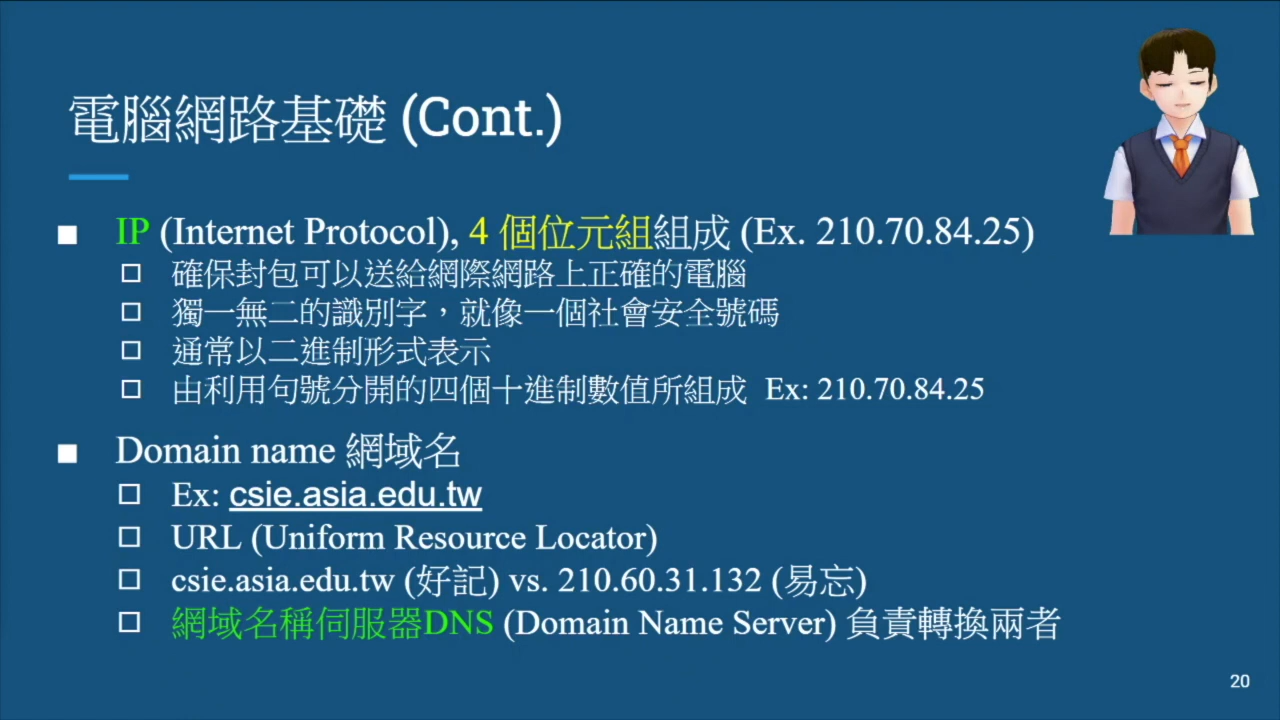 電腦網路基礎 (Cont.)
IP (Internet Protocol), 4 個位元組組成 (Ex. 210.70.84.25)
確保封包可以送給網際網路上正確的電腦
獨一無二的識別字，就像一個社會安全號碼
通常以二進制形式表示
由利用句號分開的四個十進制數值所組成 Ex: 210.70.84.25
Domain name 網域名
Ex: csie.asia.edu.tw
URL (Uniform Resource Locator)
csie.asia.edu.tw (好記) vs. 210.60.31.132 (易忘)
網域名稱伺服器DNS (Domain Name Server) 負責轉換兩者
20